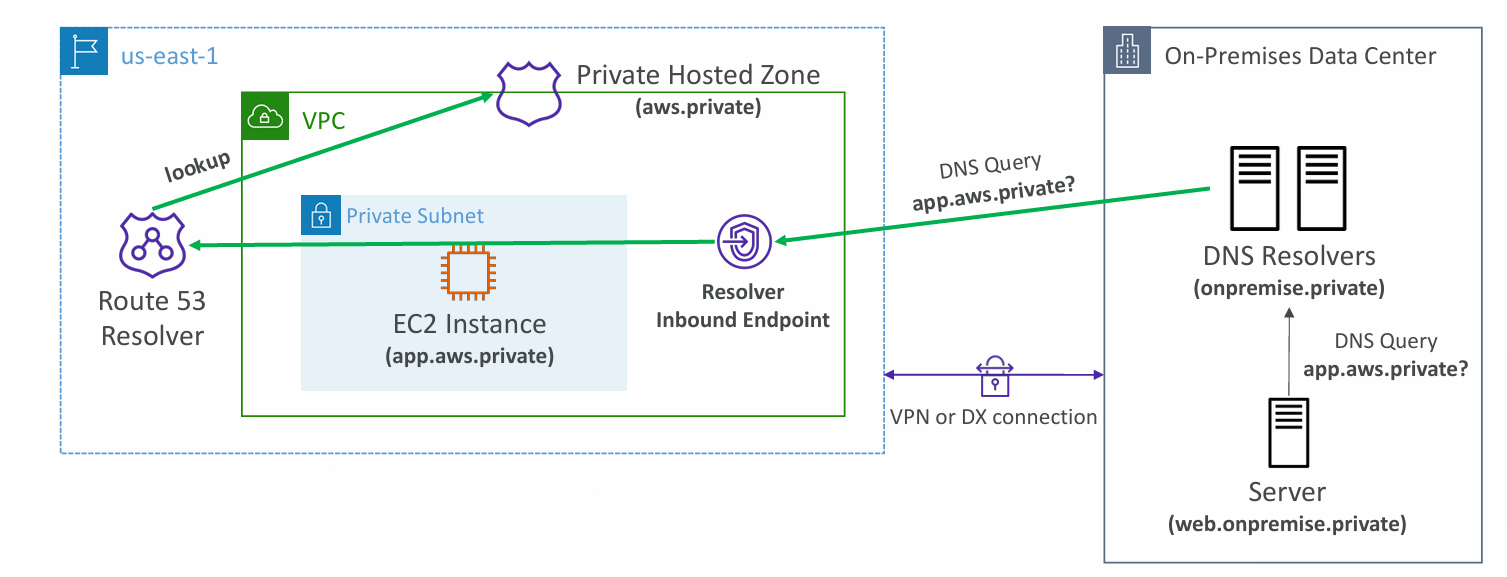 us-east-1
Private Hosted Zone
(aws.private)
On-Premises Data Center
VPC
lookup
DNS Query
app.aws.private?
Private Subnet
Route 53
Resolver
EC2 Instance
(app.aws.private)
Resolver
Inbound Endpoint
DNS Resolvers
(onpremise.private)
DNS Query
app.aws.private?
VPN or DX connection
Server
(web.onpremise.private)